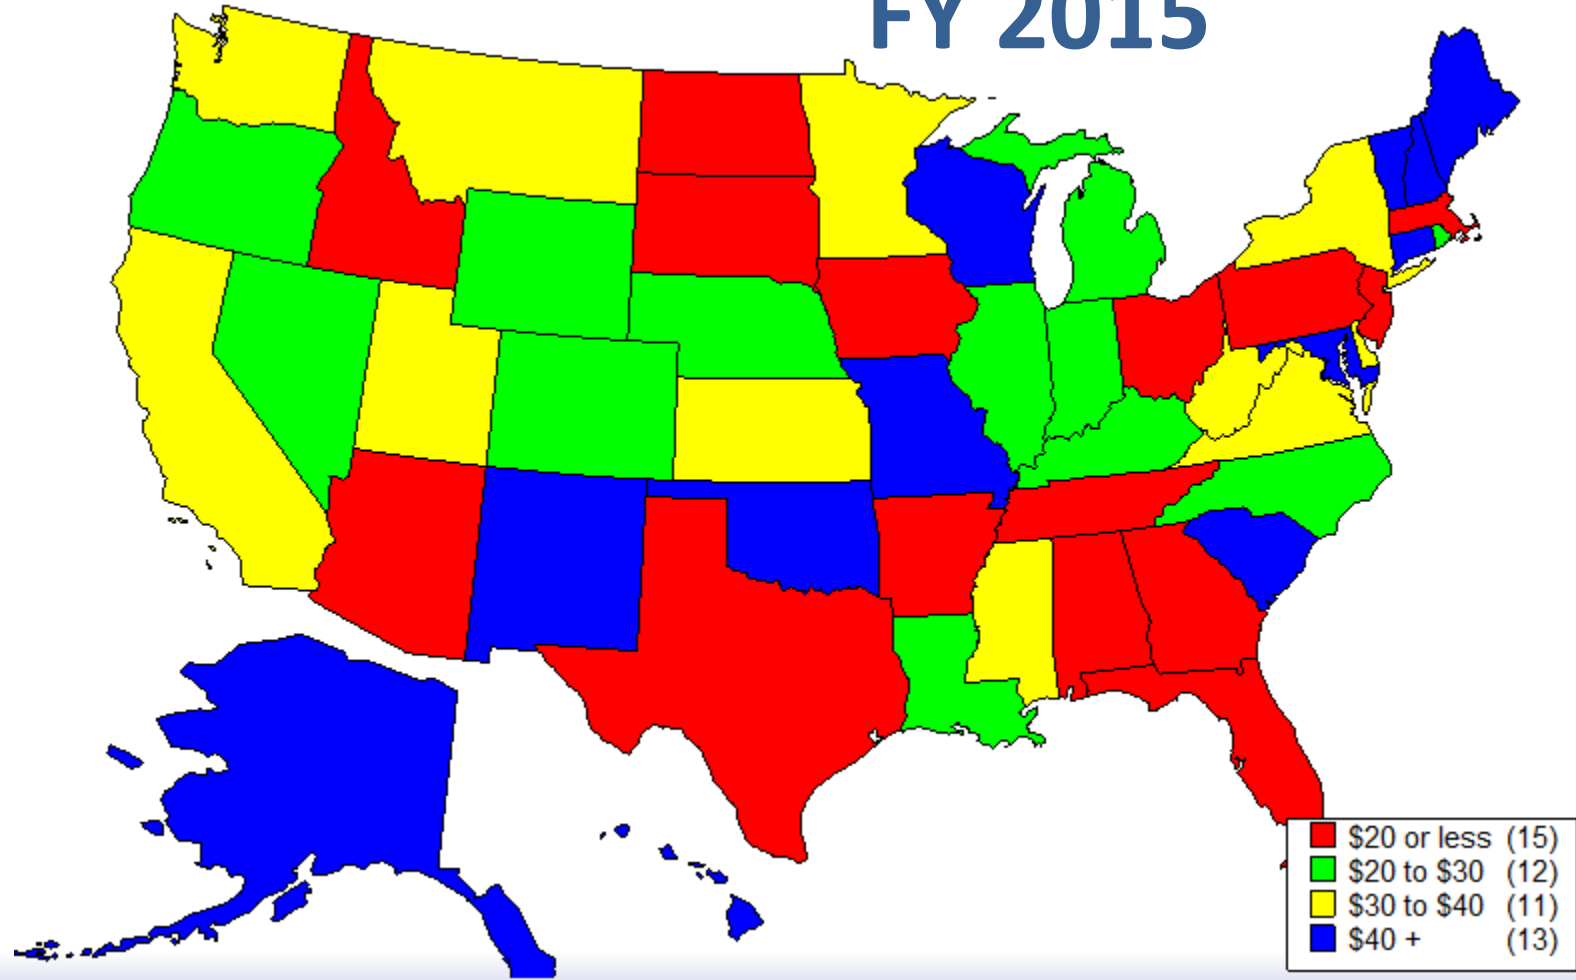 FY 2015
$20 or less (15)
$20 to $30 (12)
$30 to $40 (11)
$40 + (13)